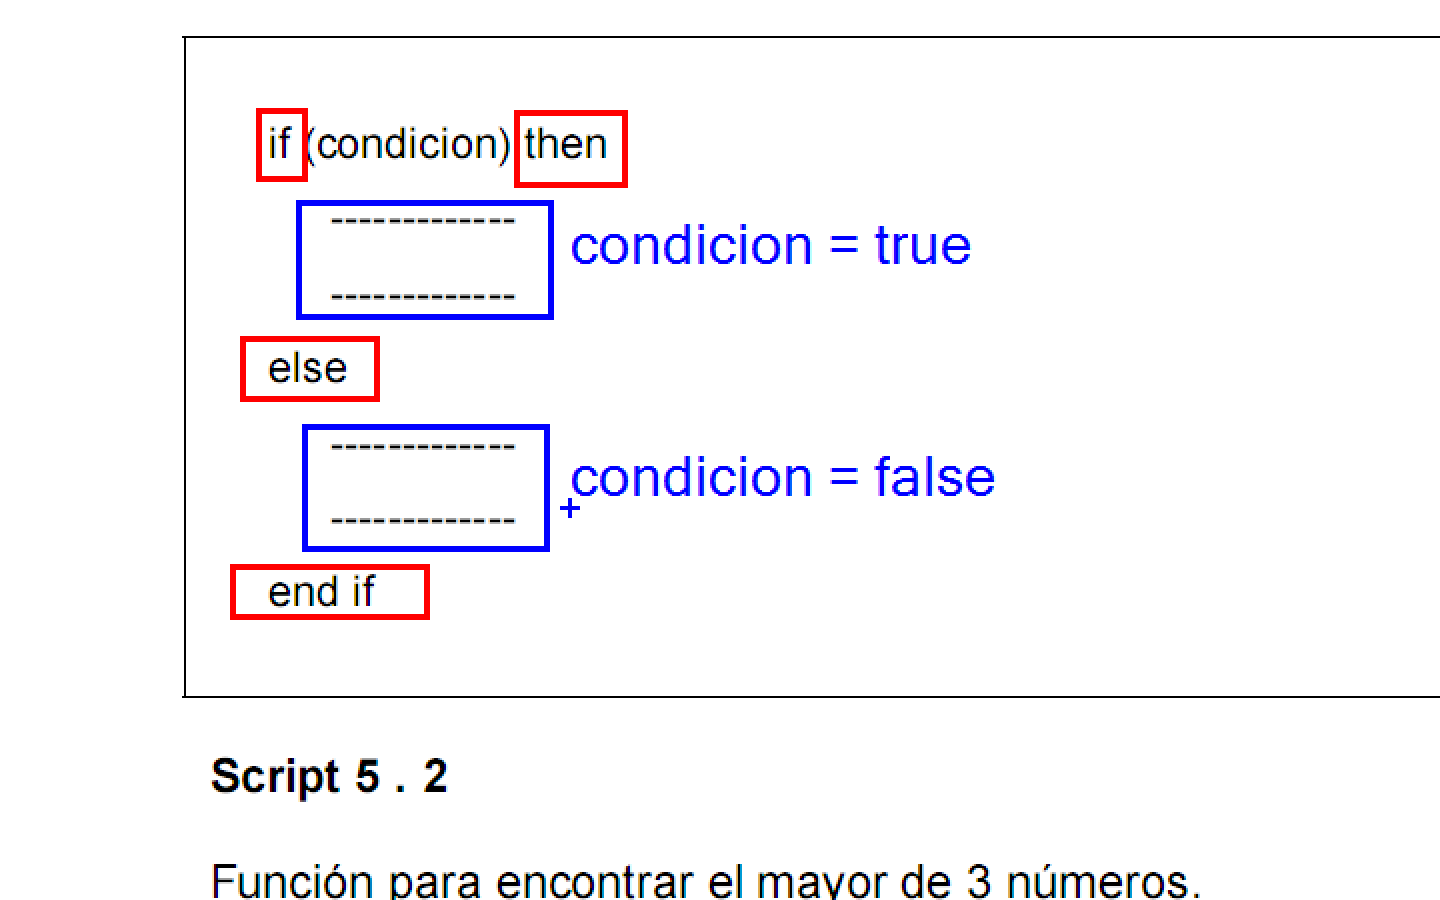 if (condicion) then
-------------
condicion = true
-------------
else
-------------
condicion = false
-------------
end if
Script 5 . 2
Función para encontrar el mayor de 3 números.